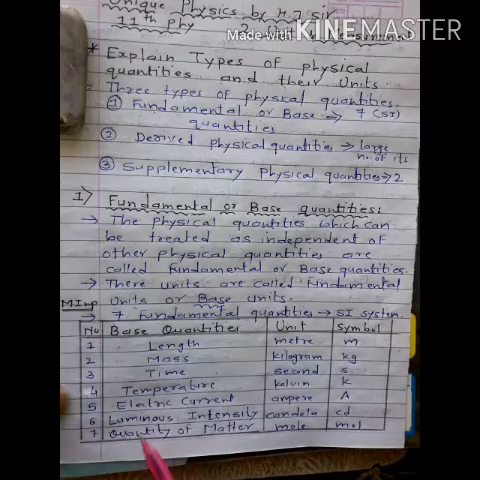 Unique Physics by H.J sir
11th phy
Made with KINEMASTER
* Explain Types of physical
quantities and their Units
Three types of physical quantities.
① Fundamental or Base → 7 (SI)
quantities
② Derived physical quantities → large
no. of its
③ Supplementary Physical quantities → 2
1) Fundamental or Base quantities:
→ The physical quantities which can
be treated as independent of
other physical quantities are
called fundamental or Base quantities.
→ There units are called fundamental
MImp Units or Base Units.
→ 7 fundamental quantities → SI system.
No Base Quantities Unit Symbol
1 Length metre m
2 Mass kilogram kg
3 Time second s
4 Temperature kelvin K
5 Electric Current ampere A
6 Luminous Intensity candela cd
7 Quantity of Matter mole mol